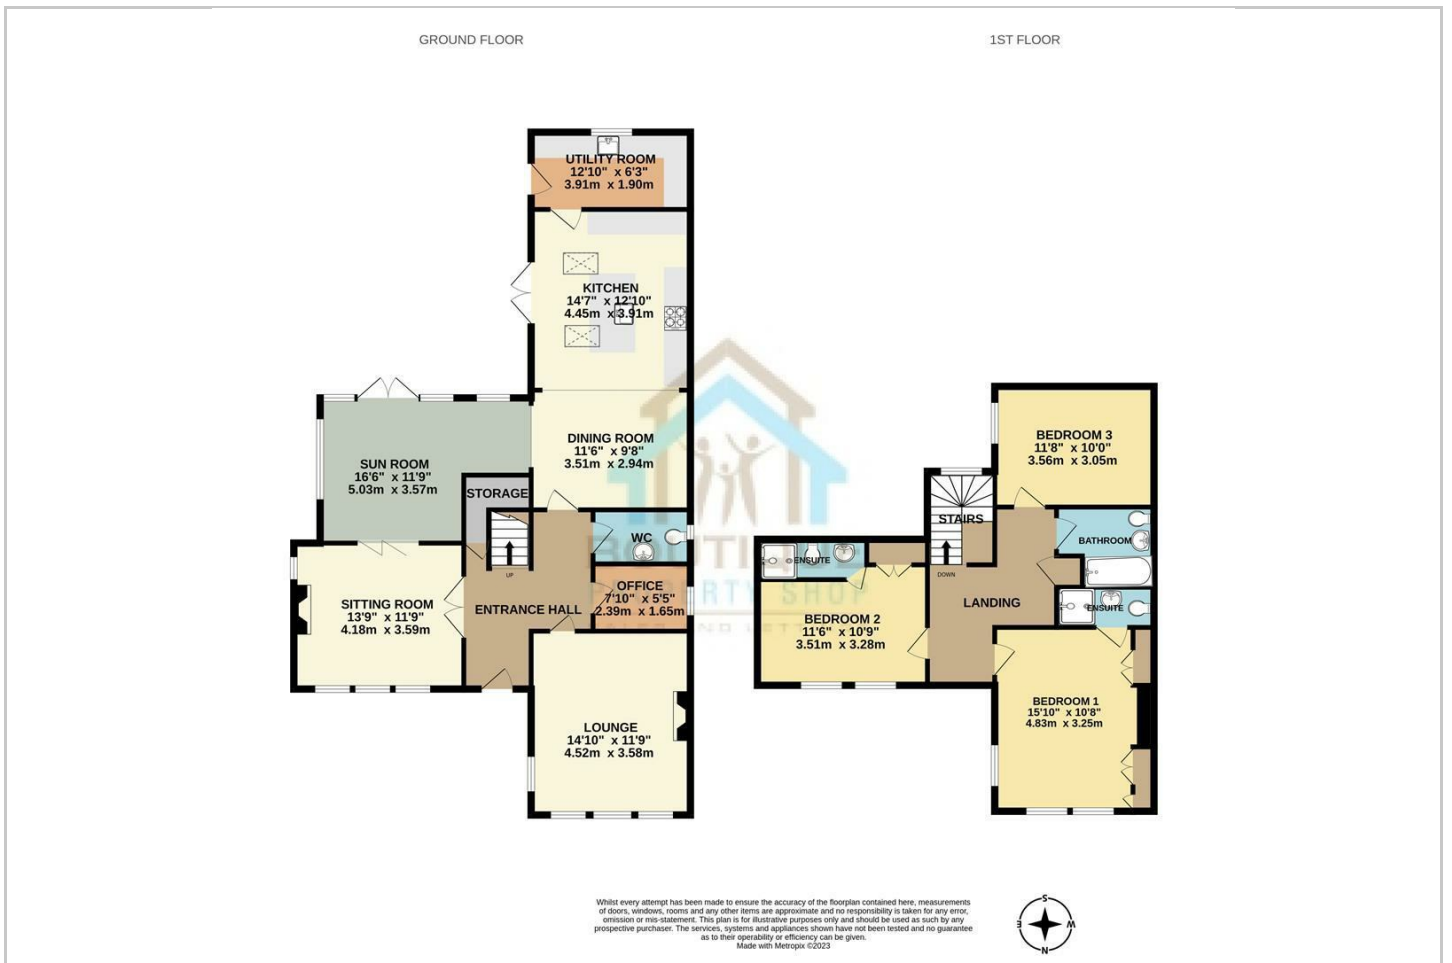 GROUND FLOOR
1ST FLOOR
UTILITY ROOM
12'10" x 6'3"
3.91m x 1.90m
KITCHEN
14'7" x 12'10"
4.45m x 3.91m
DINING ROOM
11'6" x 9'8"
3.51m x 2.94m
SUN ROOM
16'6" x 11'9"
5.03m x 3.57m
STORAGE
WC
UP
OFFICE
7'10" x 5'5"
2.39m x 1.65m
SITTING ROOM
13'9" x 11'9"
4.18m x 3.59m
ENTRANCE HALL
LOUNGE
14'10" x 11'9"
4.52m x 3.58m
BEDROOM 3
11'8" x 10'0"
3.56m x 3.05m
STAIRS
BATHROOM
ENSUITE
DOWN
LANDING
ENSUITE
BEDROOM 2
11'6" x 10'9"
3.51m x 3.28m
BEDROOM 1
15'10" x 10'8"
4.83m x 3.25m
BOUTIQUE
PROPERTY SHOP
Whilst every attempt has been made to ensure the accuracy of the floorplan contained here, measurements
of doors, windows, rooms and any other items are approximate and no responsibility is taken for any error,
omission or mis-statement. This plan is for illustrative purposes only and should be used as such by any
prospective purchaser. The services, systems and appliances shown have not been tested and no guarantee
as to their operability or efficiency can be given.
Made with Metropix ©2023
S
E
W
N